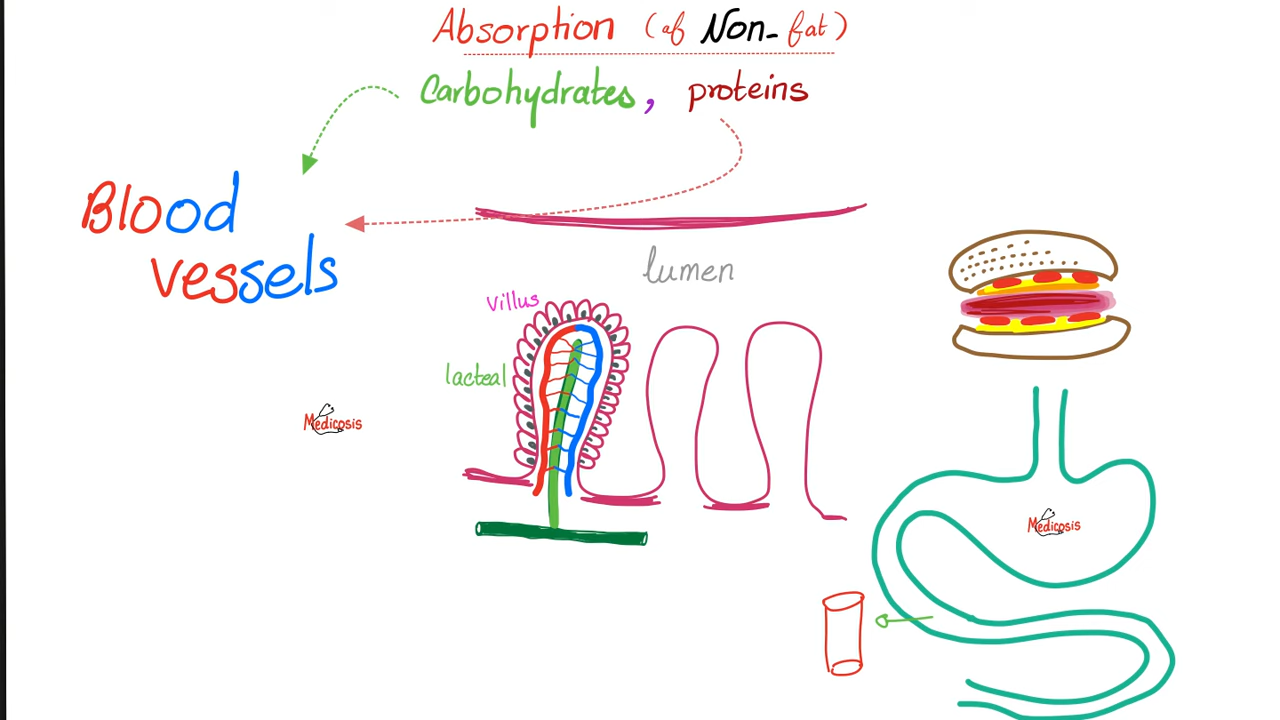 Absorption (of Non-fat)
Carbohydrates, proteins
Blood
vessels
lumen
villus
lacteal
Medicosis
Medicosis